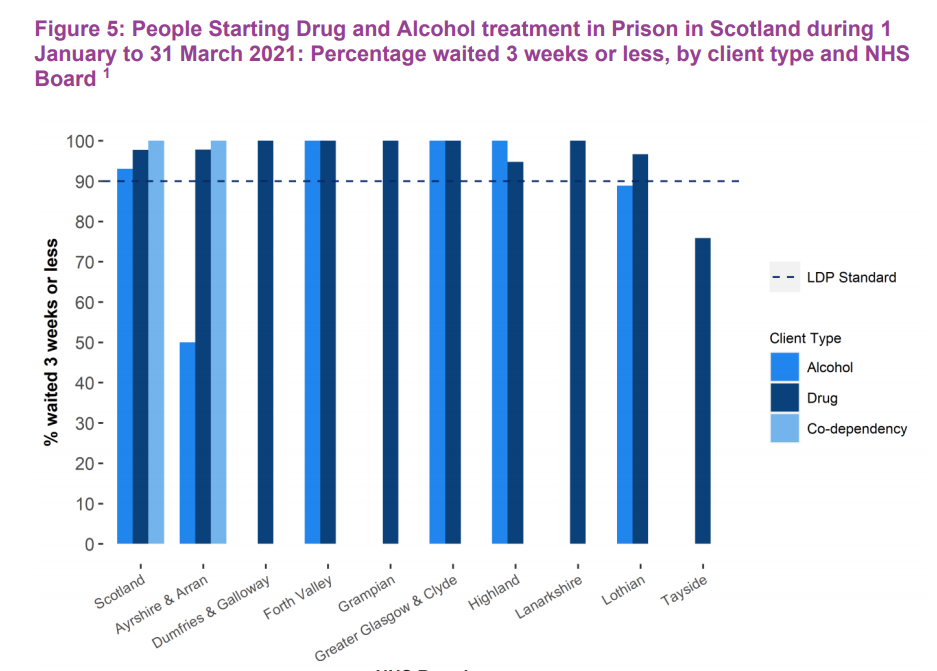 Figure 5: People Starting Drug and Alcohol treatment in Prison in Scotland during 1
January to 31 March 2021: Percentage waited 3 weeks or less, by client type and NHS
Board 1
% waited 3 weeks or less
100
90
80
70
60
50
40
30
20
10
0
Scotland
Ayrshire & Arran
Dumfries & Galloway
Forth Valley
Grampian
Greater Glasgow & Clyde
Highland
Lanarkshire
Lothian
Tayside
LDP Standard
Client Type
Alcohol
Drug
Co-dependency